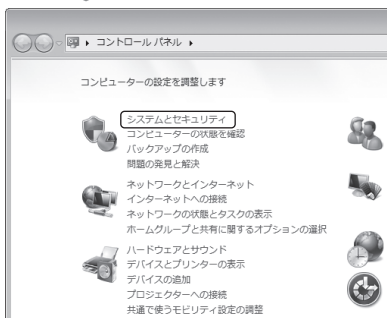 コントロール パネル
コンピューターの設定を調整します
システムとセキュリティ
コンピューターの状態を確認
バックアップの作成
問題の発見と解決
ネットワークとインターネット
インターネットへの接続
ネットワークの状態とタスクの表示
ホームグループと共有に関するオプションの選択
ハードウェアとサウンド
デバイスとプリンターの表示
デバイスの追加
プロジェクターへの接続
共通で使うモビリティ設定の調整